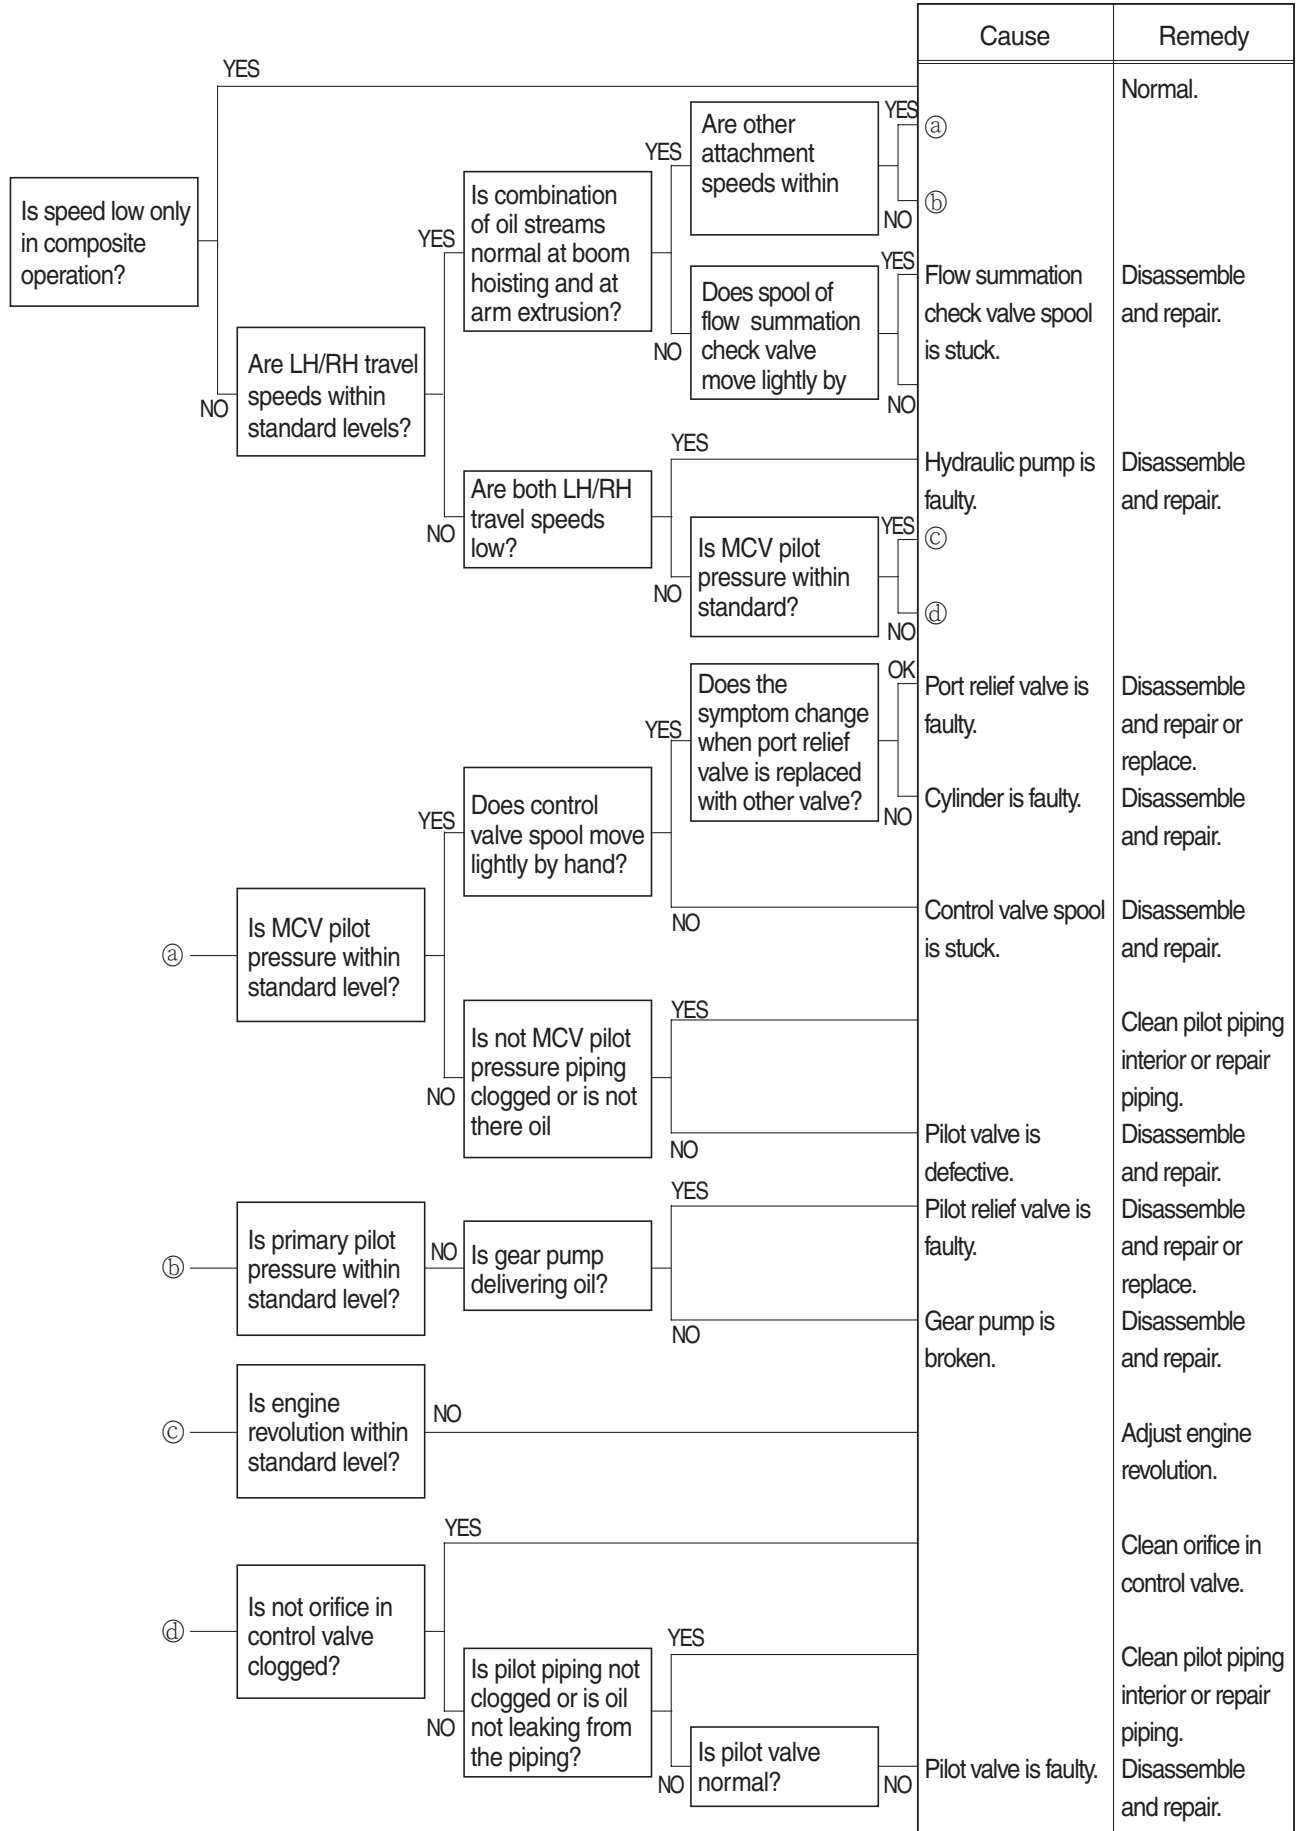 Cause
Remedy
YES
Normal.
Is speed low only
in composite
operation?
NO
Are LH/RH travel
speeds within
standard levels?
YES
Is combination
of oil streams
normal at boom
hoisting and at
arm extrusion?
YES
Are other
attachment
speeds within
YES
ⓐ
NO
ⓑ
NO
Does spool of
flow summation
check valve
move lightly by
YES
Flow summation
check valve spool
is stuck.
Disassemble
and repair.
NO
NO
Are both LH/RH
travel speeds
low?
YES
Hydraulic pump is
faulty.
Disassemble
and repair.
NO
Is MCV pilot
pressure within
standard?
YES
ⓒ
NO
ⓓ
ⓐ
Is MCV pilot
pressure within
standard level?
YES
Does control
valve spool move
lightly by hand?
YES
Does the
symptom change
when port relief
valve is replaced
with other valve?
OK
Port relief valve is
faulty.
Disassemble
and repair or
replace.
NO
Cylinder is faulty.
Disassemble
and repair.
NO
Control valve spool
is stuck.
Disassemble
and repair.
NO
Is not MCV pilot
pressure piping
clogged or is not
there oil
YES
Clean pilot piping
interior or repair
piping.
NO
Pilot valve is
defective.
Disassemble
and repair.
ⓑ
Is primary pilot
pressure within
standard level?
NO
Is gear pump
delivering oil?
YES
Pilot relief valve is
faulty.
Disassemble
and repair or
replace.
NO
Gear pump is
broken.
Disassemble
and repair.
ⓒ
Is engine
revolution within
standard level?
NO
Adjust engine
revolution.
ⓓ
Is not orifice in
control valve
clogged?
YES
Clean orifice in
control valve.
NO
Is pilot piping not
clogged or is oil
not leaking from
the piping?
YES
Clean pilot piping
interior or repair
piping.
NO
Is pilot valve
normal?
NO
Pilot valve is faulty.
Disassemble
and repair.